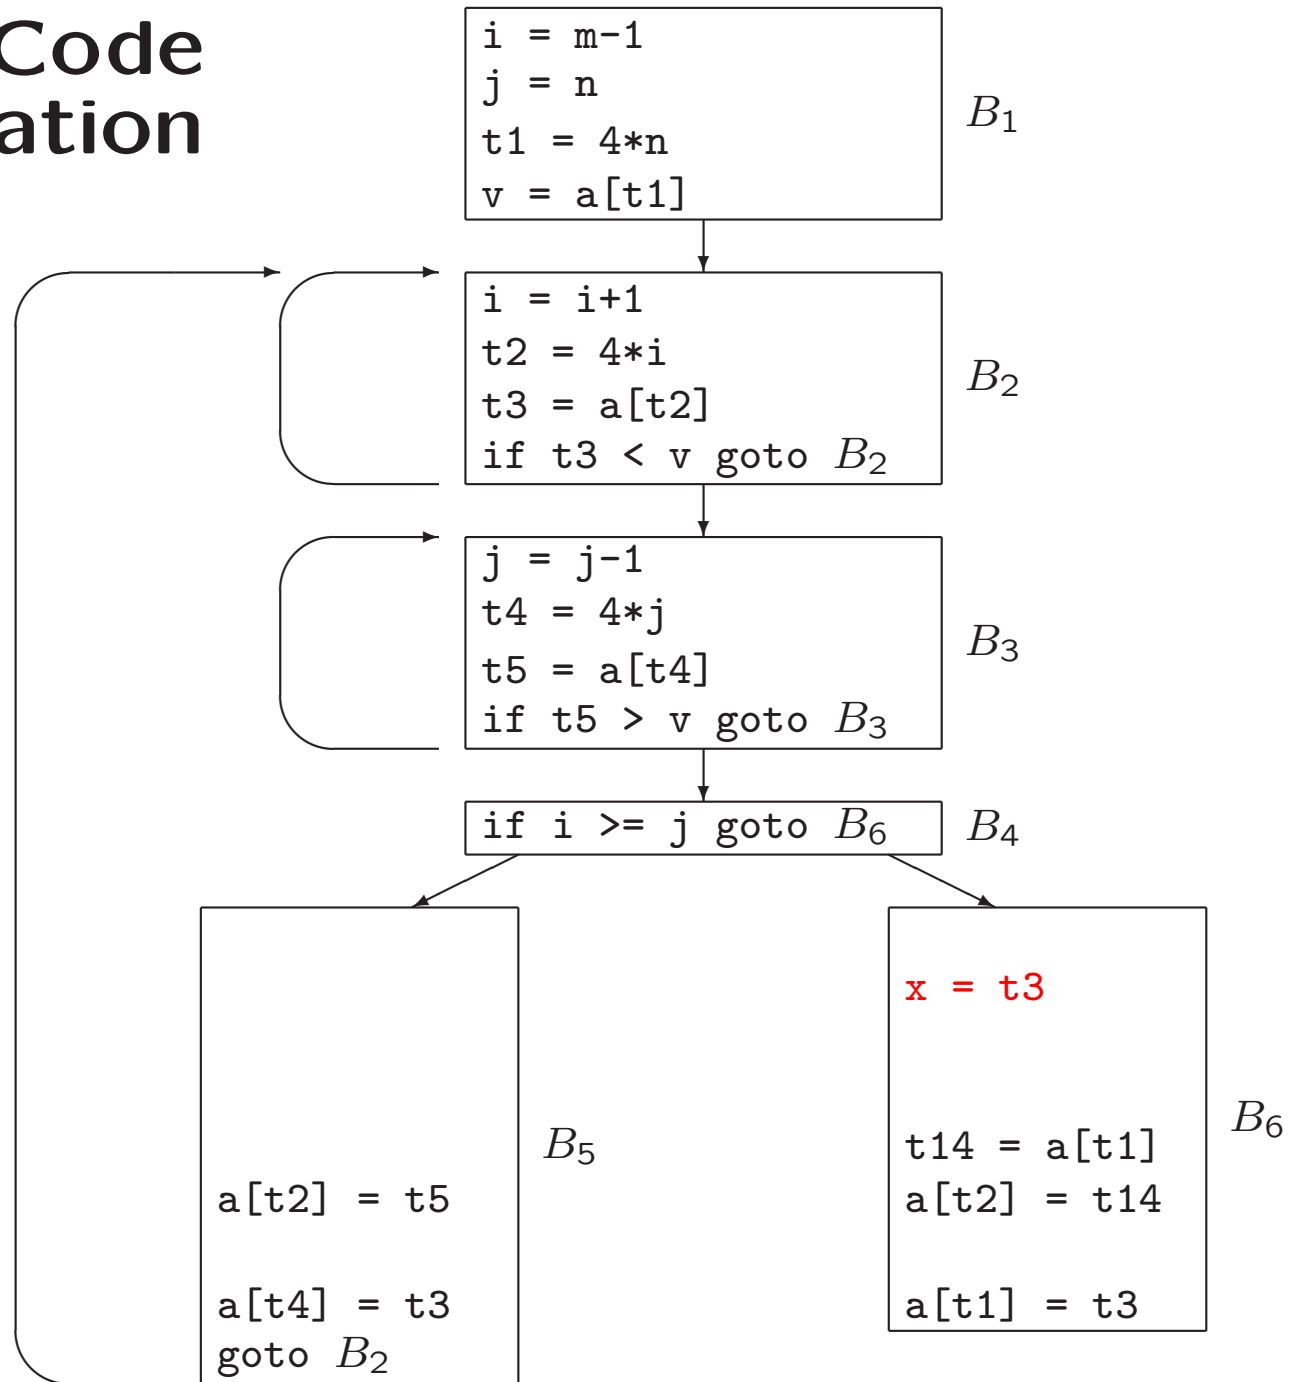 Code
ation
i = m-1
j = n
t1 = 4*n
v = a[t1]
B₁
i = i+1
t2 = 4*i
t3 = a[t2]
if t3 < v goto B₂
B₂
j = j-1
t4 = 4*j
t5 = a[t4]
if t5 > v goto B₃
B₃
if i >= j goto B₆
B₄
a[t2] = t5
a[t4] = t3
goto B₂
B₅
x = t3
t14 = a[t1]
a[t2] = t14
a[t1] = t3
B₆